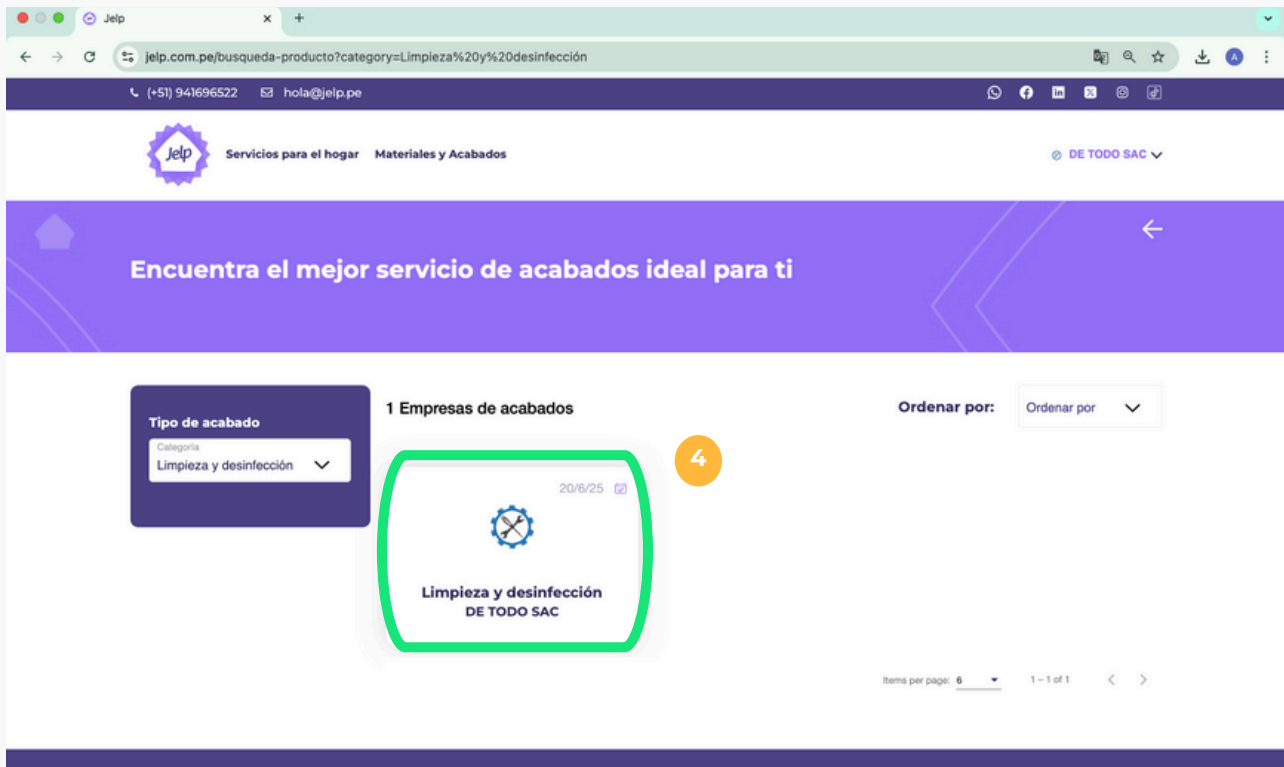 Jelp
jelp.com.pe/busqueda-producto?category=Limpieza%20y%20desinfección
A
(+51) 941696522 hola@jelp.pe
Jelp
Servicios para el hogar Materiales y Acabados
DE TODO SAC
Encuentra el mejor servicio de acabados ideal para ti
Tipo de acabado
Categoría
Limpieza y desinfección
1 Empresas de acabados
Ordenar por:
Ordenar por
4
20/6/25
Limpieza y desinfección
DE TODO SAC
Items per page: 6 1 – 1 of 1